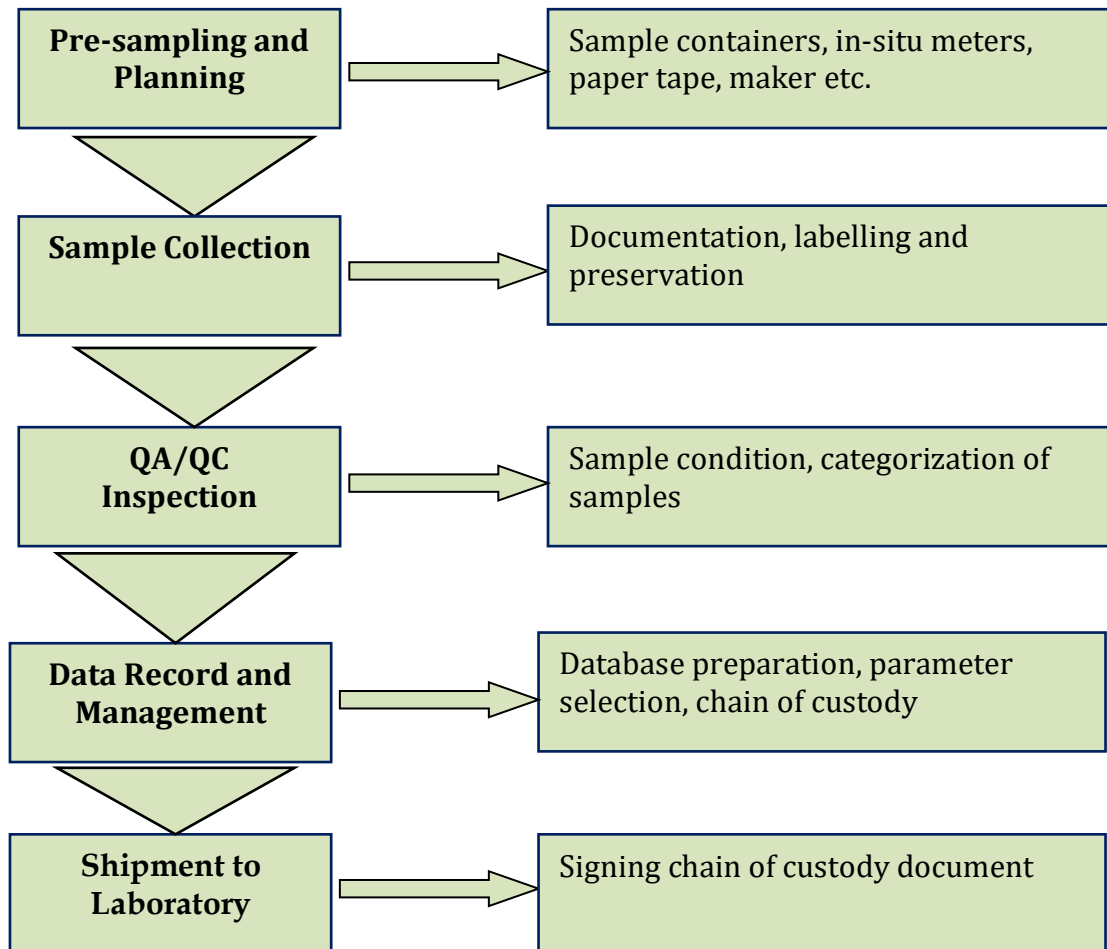 Pre-sampling and
Planning
Sample containers, in-situ meters,
paper tape, maker etc.
Sample Collection
Documentation, labelling and
preservation
QA/QC
Inspection
Sample condition, categorization of
samples
Data Record and
Management
Database preparation, parameter
selection, chain of custody
Shipment to
Laboratory
Signing chain of custody document